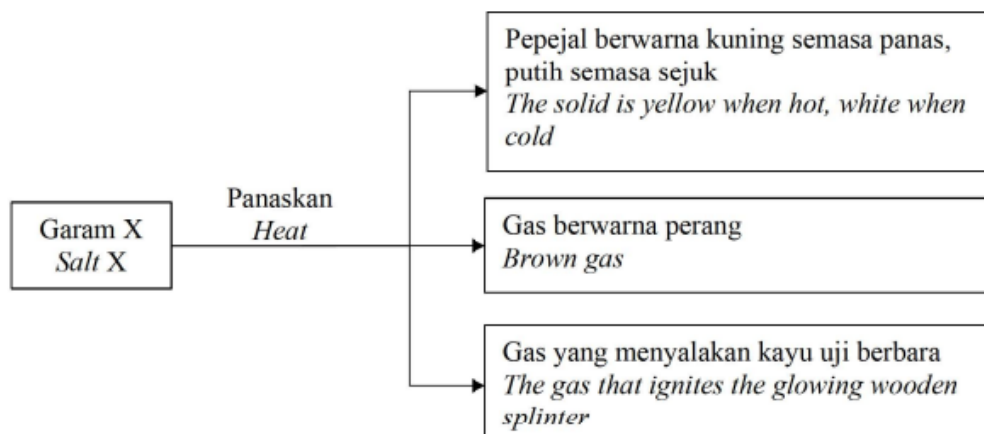 Pepejal berwarna kuning semasa panas,
putih semasa sejuk
The solid is yellow when hot, white when
cold
Panaskan
Heat
Garam X
Salt X
Gas berwarna perang
Brown gas
Gas yang menyalakan kayu uji berbara
The gas that ignites the glowing wooden
splinter